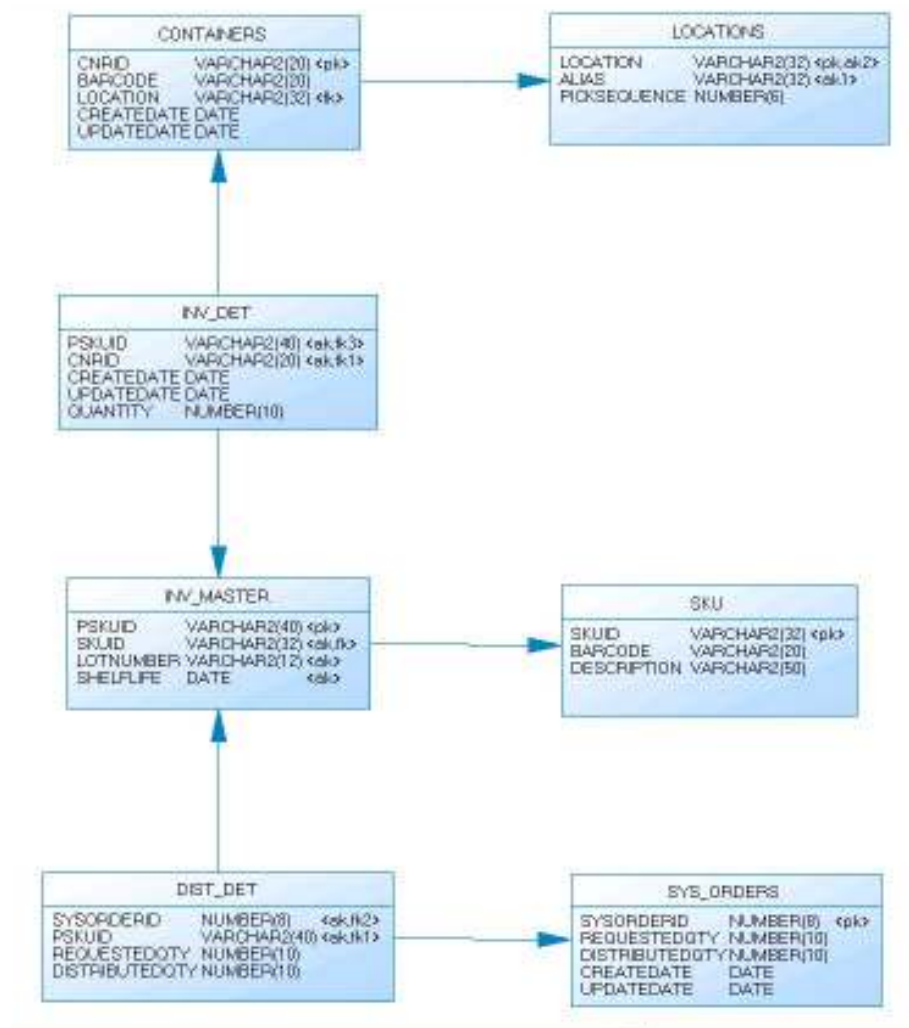 CONTAINERS
CNRID VARCHAR2(20) <pk>
BARCODE VARCHAR2(20)
LOCATION VARCHAR2(32) <fk>
CREATEDATE DATE
UPDATEDATE DATE
LOCATIONS
LOCATION VARCHAR2(32) <pk,ak2>
ALIAS VARCHAR2(32) <ak1>
PICKSEQUENCE NUMBER(6)
INV_DET
PSKUID VARCHAR2(40) <ak,fk3>
CNRID VARCHAR2(20) <ak,fk1>
CREATEDATE DATE
UPDATEDATE DATE
QUANTITY NUMBER(10)
INV_MASTER
PSKUID VARCHAR2(40) <pk>
SKUID VARCHAR2(32) <ak,fk>
LOTNUMBER VARCHAR2(12) <ak>
SHELFLIFE DATE <ak>
SKU
SKUID VARCHAR2(32) <pk>
BARCODE VARCHAR2(20)
DESCRIPTION VARCHAR2(50)
DIST_DET
SYSORDERID NUMBER(8) <ak,fk2>
PSKUID VARCHAR2(40) <ak,fk1>
REQUESTEDQTY NUMBER(10)
DISTRIBUTEDQTY NUMBER(10)
SYS_ORDERS
SYSORDERID NUMBER(8) <pk>
REQUESTEDQTY NUMBER(10)
DISTRIBUTEDQTY NUMBER(10)
CREATEDATE DATE
UPDATEDATE DATE